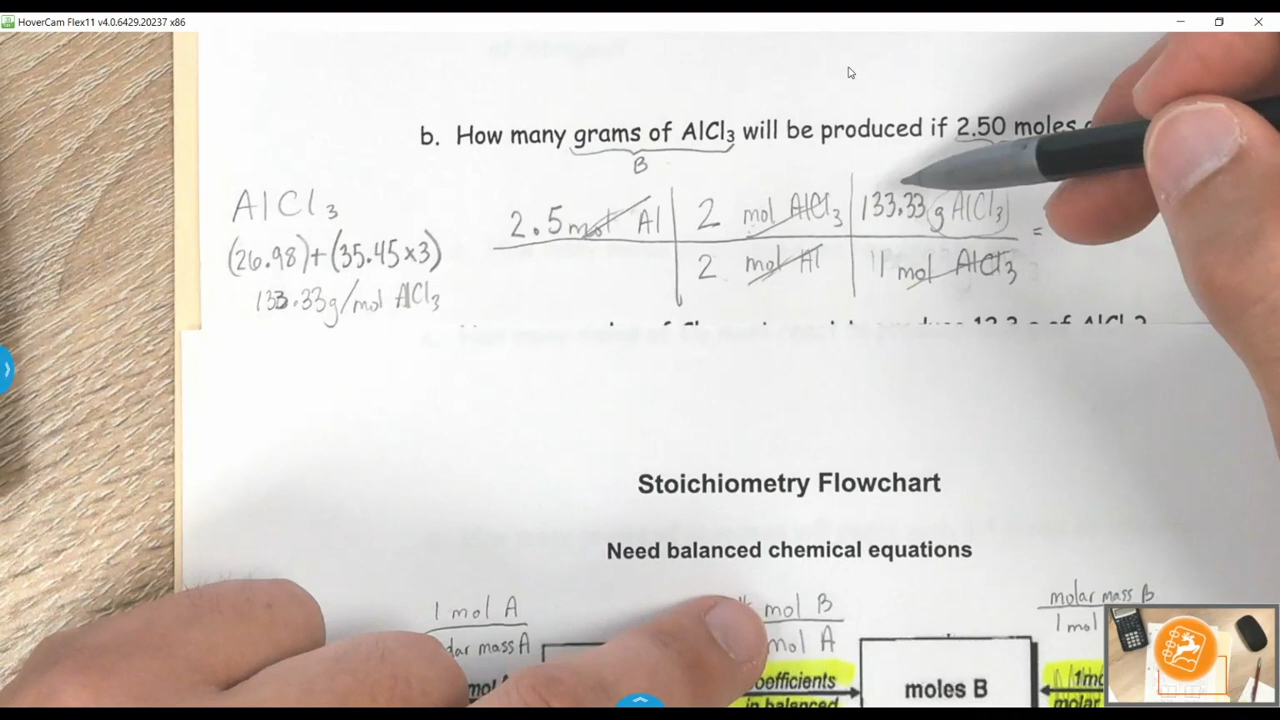 HoverCam Flex11 v4.0.6429.20237 x86
b. How many grams of AlCl₃ will be produced if 2.50 moles
B
AlCl₃
(26.98)+(35.45×3)
133.33g/mol AlCl₃
2.5 mol Al | 2 mol AlCl₃ | 133.33 g AlCl₃ =
2 mol Al | 1 mol AlCl₃
Stoichiometry Flowchart
Need balanced chemical equations
1 mol A
mass A
mol B
mol A
molar mass B
1 mol
moles B
in balanced
molar